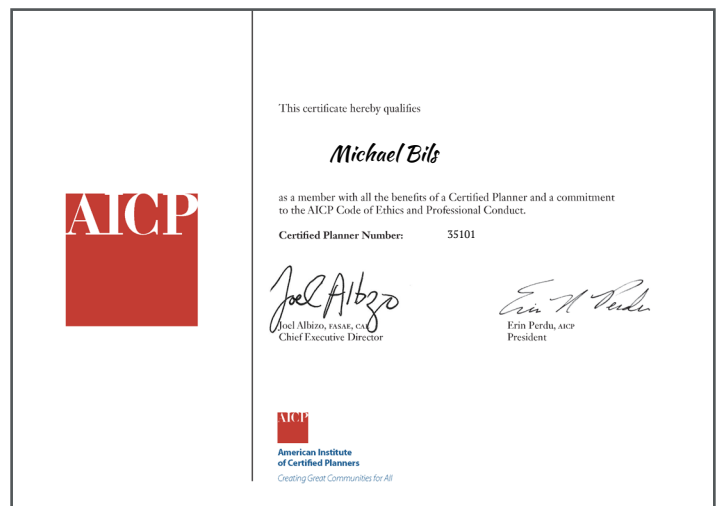 AICP
This certificate hereby qualifies
Michael Bils
as a member with all the benefits of a Certified Planner and a commitment
to the AICP Code of Ethics and Professional Conduct.
Certified Planner Number: 35101
Joel Albizo
Erin N Perdu
Joel Albizo, FASAE, CAE
Chief Executive Director
Erin Perdu, AICP
President
AICP
American Institute
of Certified Planners
Creating Great Communities for All